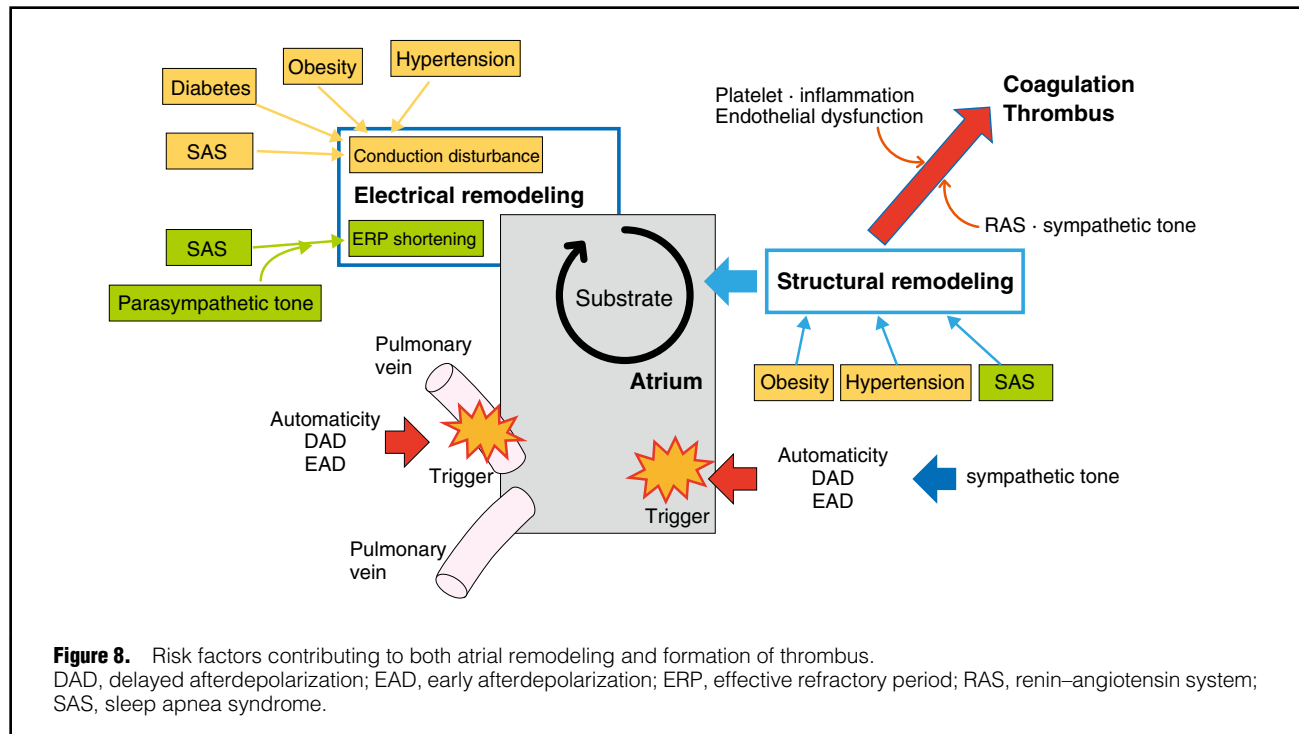 Obesity
Hypertension
Diabetes
SAS
Conduction disturbance
Electrical remodeling
SAS
ERP shortening
Parasympathetic tone
Platelet · inflammation
Endothelial dysfunction
Coagulation
Thrombus
RAS · sympathetic tone
Structural remodeling
Substrate
Obesity
Hypertension
SAS
Pulmonary
vein
Atrium
Automaticity
DAD
EAD
Trigger
Automaticity
DAD
EAD
sympathetic tone
Trigger
Pulmonary
vein
Figure 8. Risk factors contributing to both atrial remodeling and formation of thrombus.
DAD, delayed afterdepolarization; EAD, early afterdepolarization; ERP, effective refractory period; RAS, renin–angiotensin system;
SAS, sleep apnea syndrome.